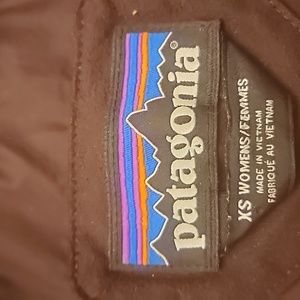 patagonia®
XS WOMENS/FEMMES
MADE IN VIETNAM
FABRIQUÉ AU VIETNAM